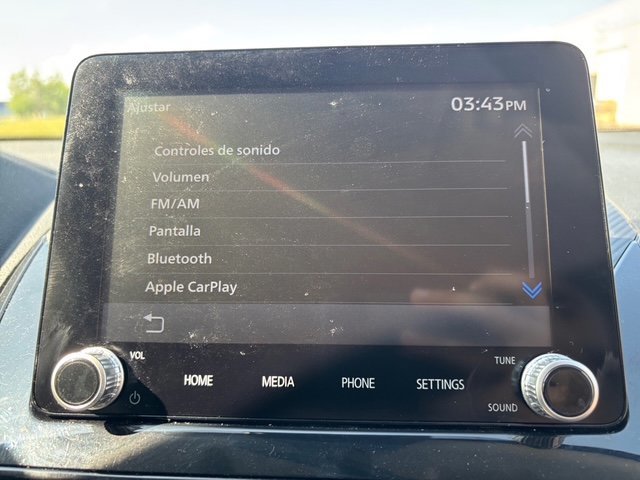 Ajustar
03:43PM
Controles de sonido
Volumen
FM/AM
Pantalla
Bluetooth
Apple CarPlay
VOL
HOME
MEDIA
PHONE
SETTINGS
TUNE
SOUND